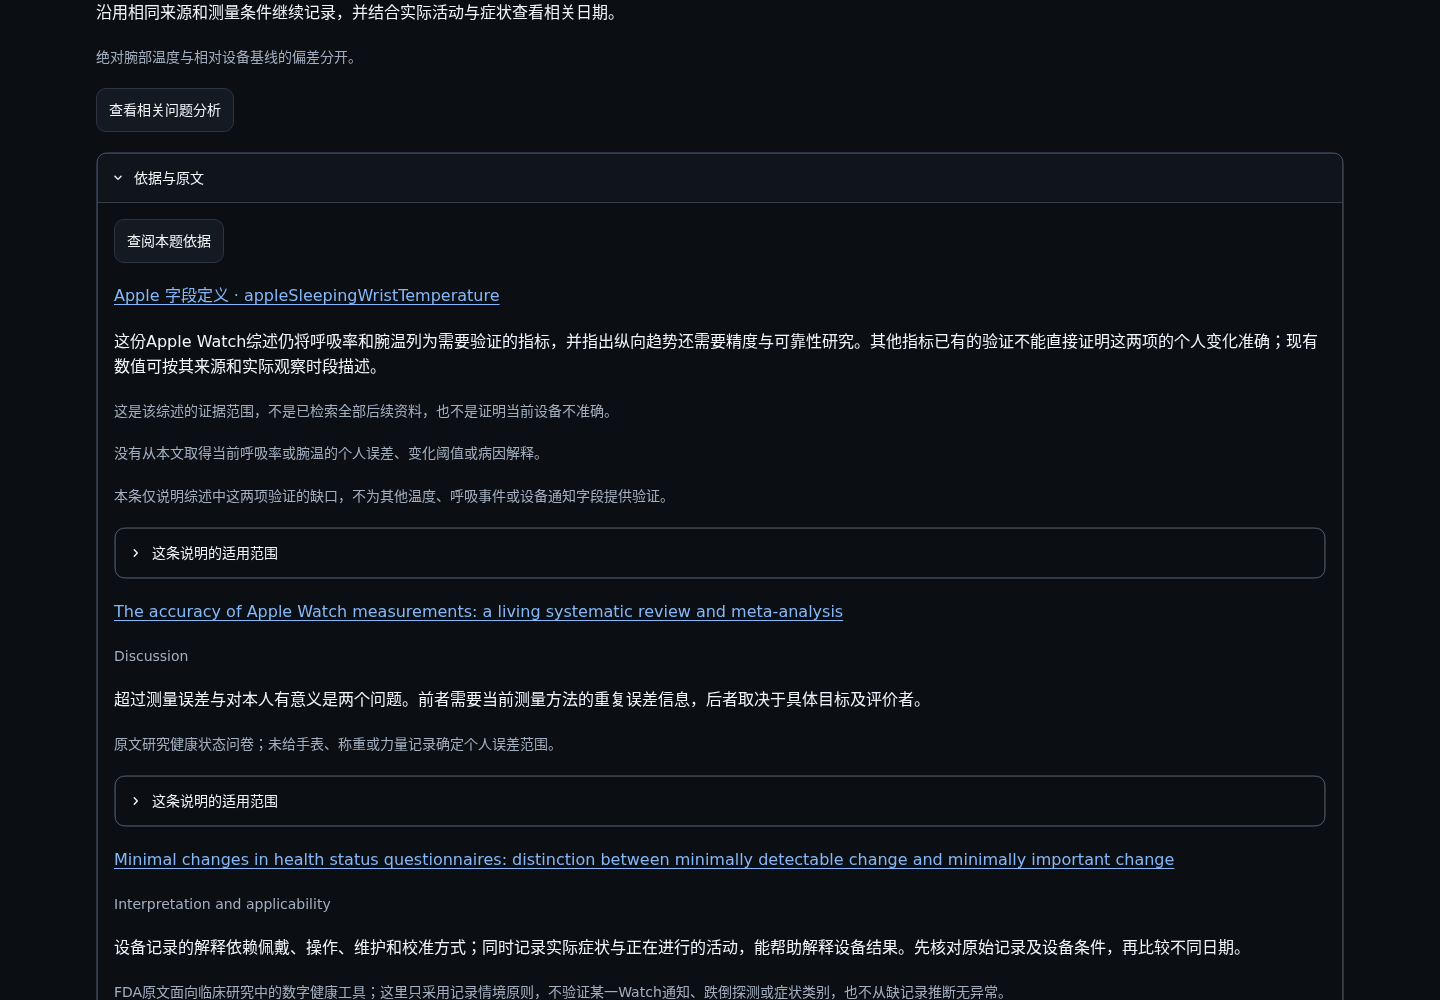 沿用相同来源和测量条件继续记录，并结合实际活动与症状查看相关日期。
绝对腕部温度与相对设备基线的偏差分开。
查看相关问题分析
依据与原文
查阅本题依据
Apple 字段定义 · appleSleepingWristTemperature
这份Apple Watch综述仍将呼吸率和腕温列为需要验证的指标，并指出纵向趋势还需要精度与可靠性研究。其他指标已有的验证不能直接证明这两项的个人变化准确；现有
数值可按其来源和实际观察时段描述。
这是该综述的证据范围，不是已检索全部后续资料，也不是证明当前设备不准确。
没有从本文取得当前呼吸率或腕温的个人误差、变化阈值或病因解释。
本条仅说明综述中这两项验证的缺口，不为其他温度、呼吸事件或设备通知字段提供验证。
这条说明的适用范围
The accuracy of Apple Watch measurements: a living systematic review and meta-analysis
Discussion
超过测量误差与对本人有意义是两个问题。前者需要当前测量方法的重复误差信息，后者取决于具体目标及评价者。
原文研究健康状态问卷；未给手表、称重或力量记录确定个人误差范围。
这条说明的适用范围
Minimal changes in health status questionnaires: distinction between minimally detectable change and minimally important change
Interpretation and applicability
设备记录的解释依赖佩戴、操作、维护和校准方式；同时记录实际症状与正在进行的活动，能帮助解释设备结果。先核对原始记录及设备条件，再比较不同日期。
FDA原文面向临床研究中的数字健康工具；这里只采用记录情境原则，不验证某一Watch通知、跌倒探测或症状类别，也不从缺记录推断无异常。